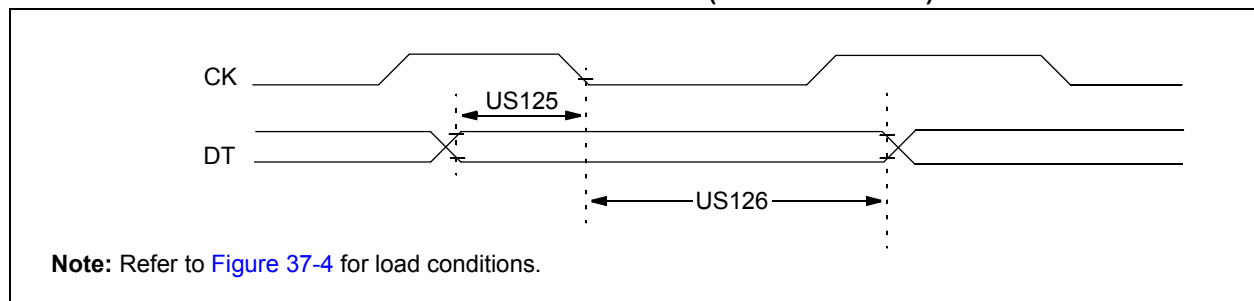 CK
US125
DT
US126
Note: Refer to Figure 37-4 for load conditions.